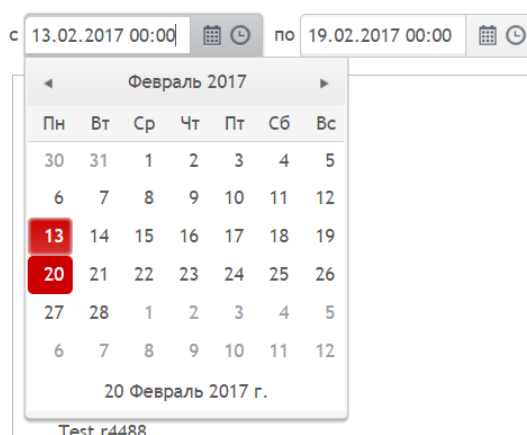 с 13.02.2017 00:00 по 19.02.2017 00:00
Февраль 2017
Пн Вт Ср Чт Пт Сб Вс
30 31 1 2 3 4 5
6 7 8 9 10 11 12
13 14 15 16 17 18 19
20 21 22 23 24 25 26
27 28 1 2 3 4 5
6 7 8 9 10 11 12
20 Февраль 2017 г.
Test r4488